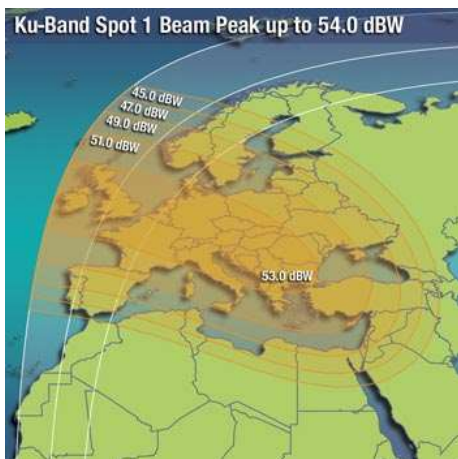 Ku-Band Spot 1 Beam Peak up to 54.0 dBW
45.0 dBW
47.0 dBW
49.0 dBW
51.0 dBW
53.0 dBW